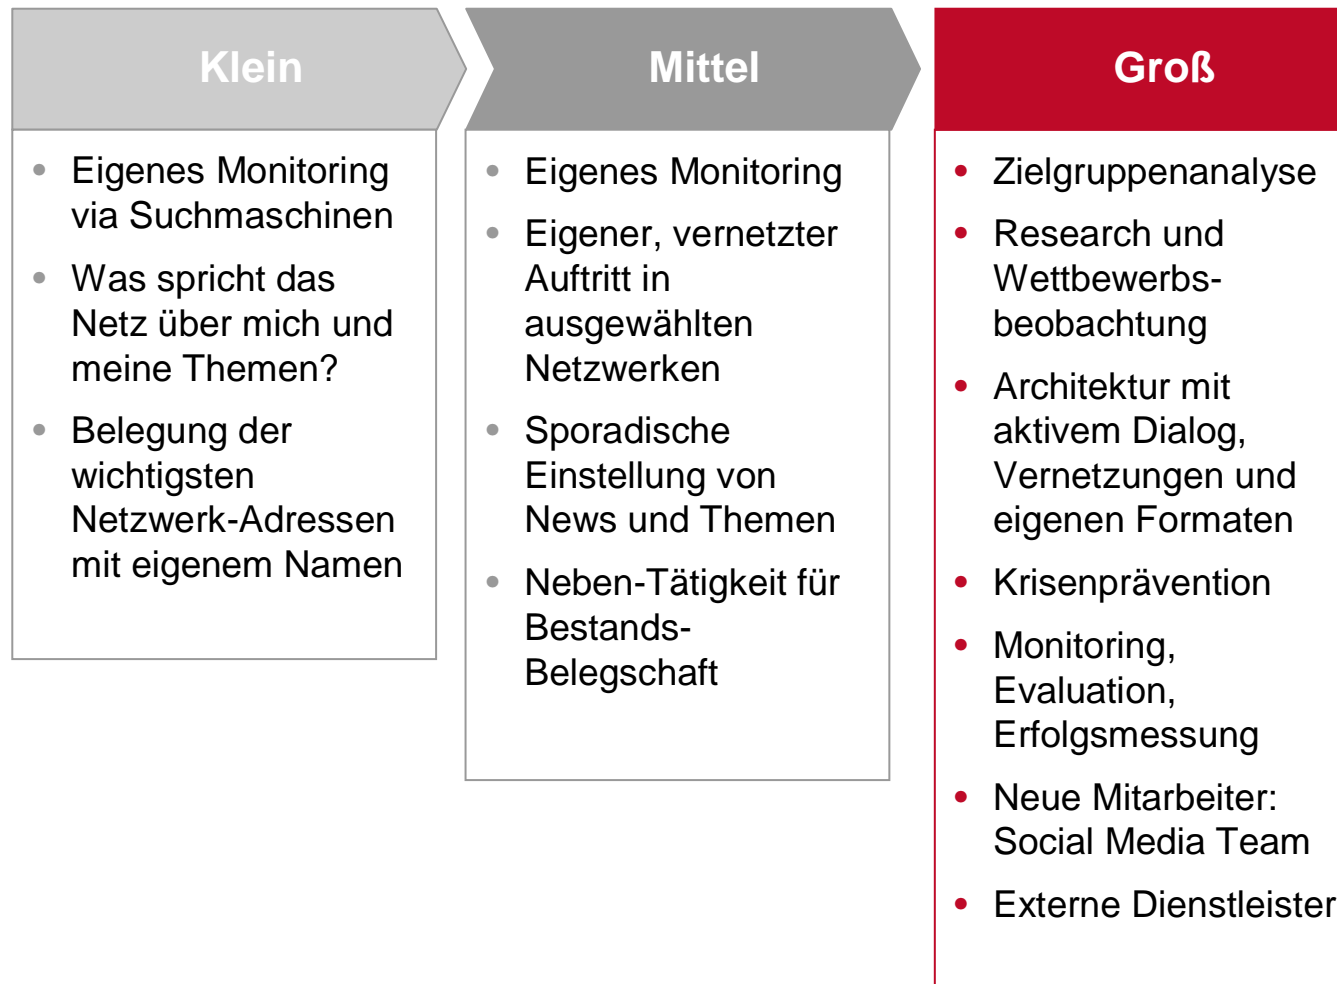 Klein
Eigenes Monitoring
via Suchmaschinen
Was spricht das
Netz über mich und
meine Themen?
Belegung der
wichtigsten
Netzwerk-Adressen
mit eigenem Namen
Mittel
Eigenes Monitoring
Eigener, vernetzter
Auftritt in
ausgewählten
Netzwerken
Sporadische
Einstellung von
News und Themen
Neben-Tätigkeit für
Bestands-
Belegschaft
Groß
Zielgruppenanalyse
Research und
Wettbewerbs-
beobachtung
Architektur mit
aktivem Dialog,
Vernetzungen und
eigenen Formaten
Krisenprävention
Monitoring,
Evaluation,
Erfolgsmessung
Neue Mitarbeiter:
Social Media Team
Externe Dienstleister